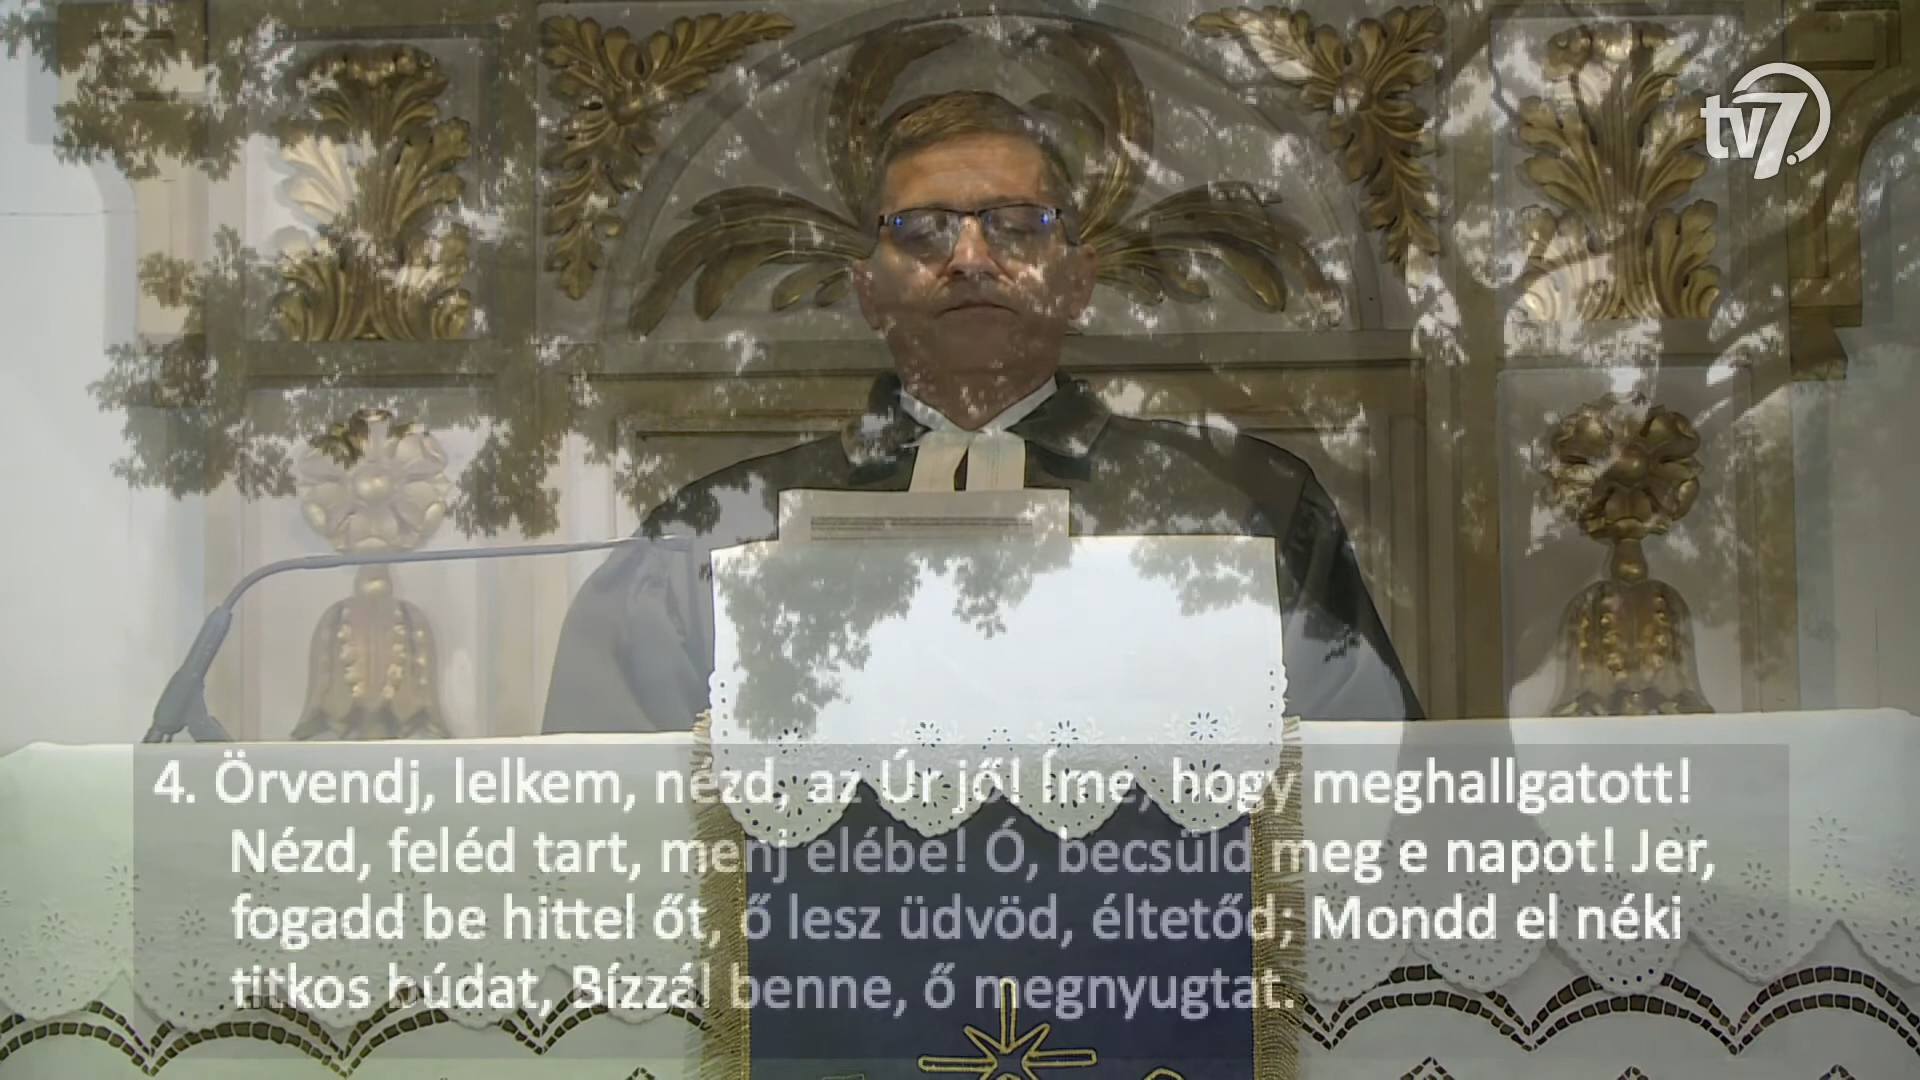 tv7.
4. Örvendj, lelkem, nézd, az Úr jő! Íme, hogy meghallgatott!
Nézd, feléd tart, menj elébe! Ó, becsüld meg e napot! Jer,
fogadd be hittel őt, ő lesz üdvöd, éltetőd; Mondd el néki
titkos búdat, Bízzál benne, ő megnyugtat.